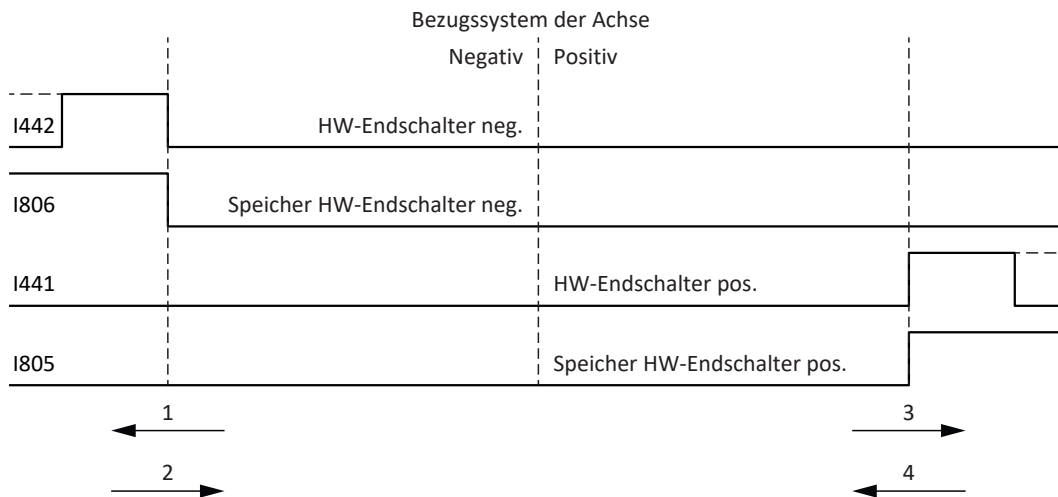 Bezugssystem der Achse
Negativ Positiv
I442 HW-Endschalter neg.
I806 Speicher HW-Endschalter neg.
I441 HW-Endschalter pos.
I805 Speicher HW-Endschalter pos.
1 3
2 4